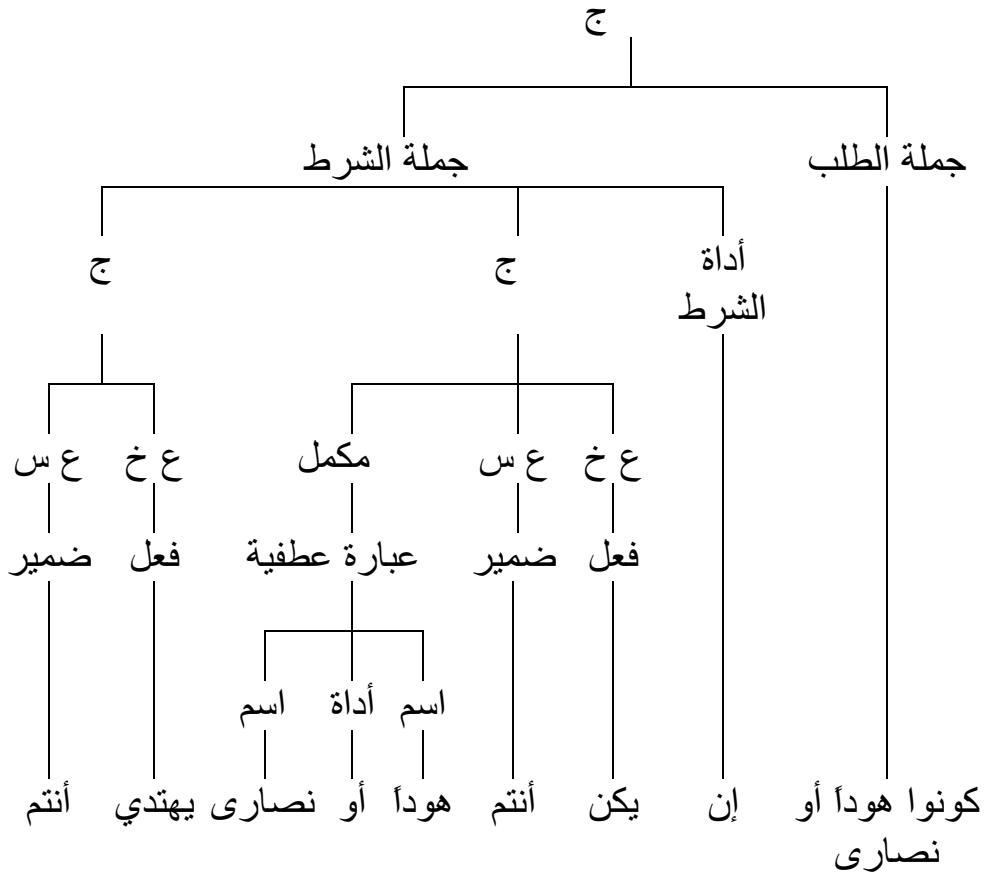 ج
جملة الطلب جملة الشرط
أداة الشرط ج ج
ع خ ع س مكمل ع خ ع س
فعل ضمير عبارة عطفية فعل ضمير
اسم أداة اسم
كونوا هوداً أو نصارى إن يكن أنتم هوداً أو نصارى يهتدي أنتم